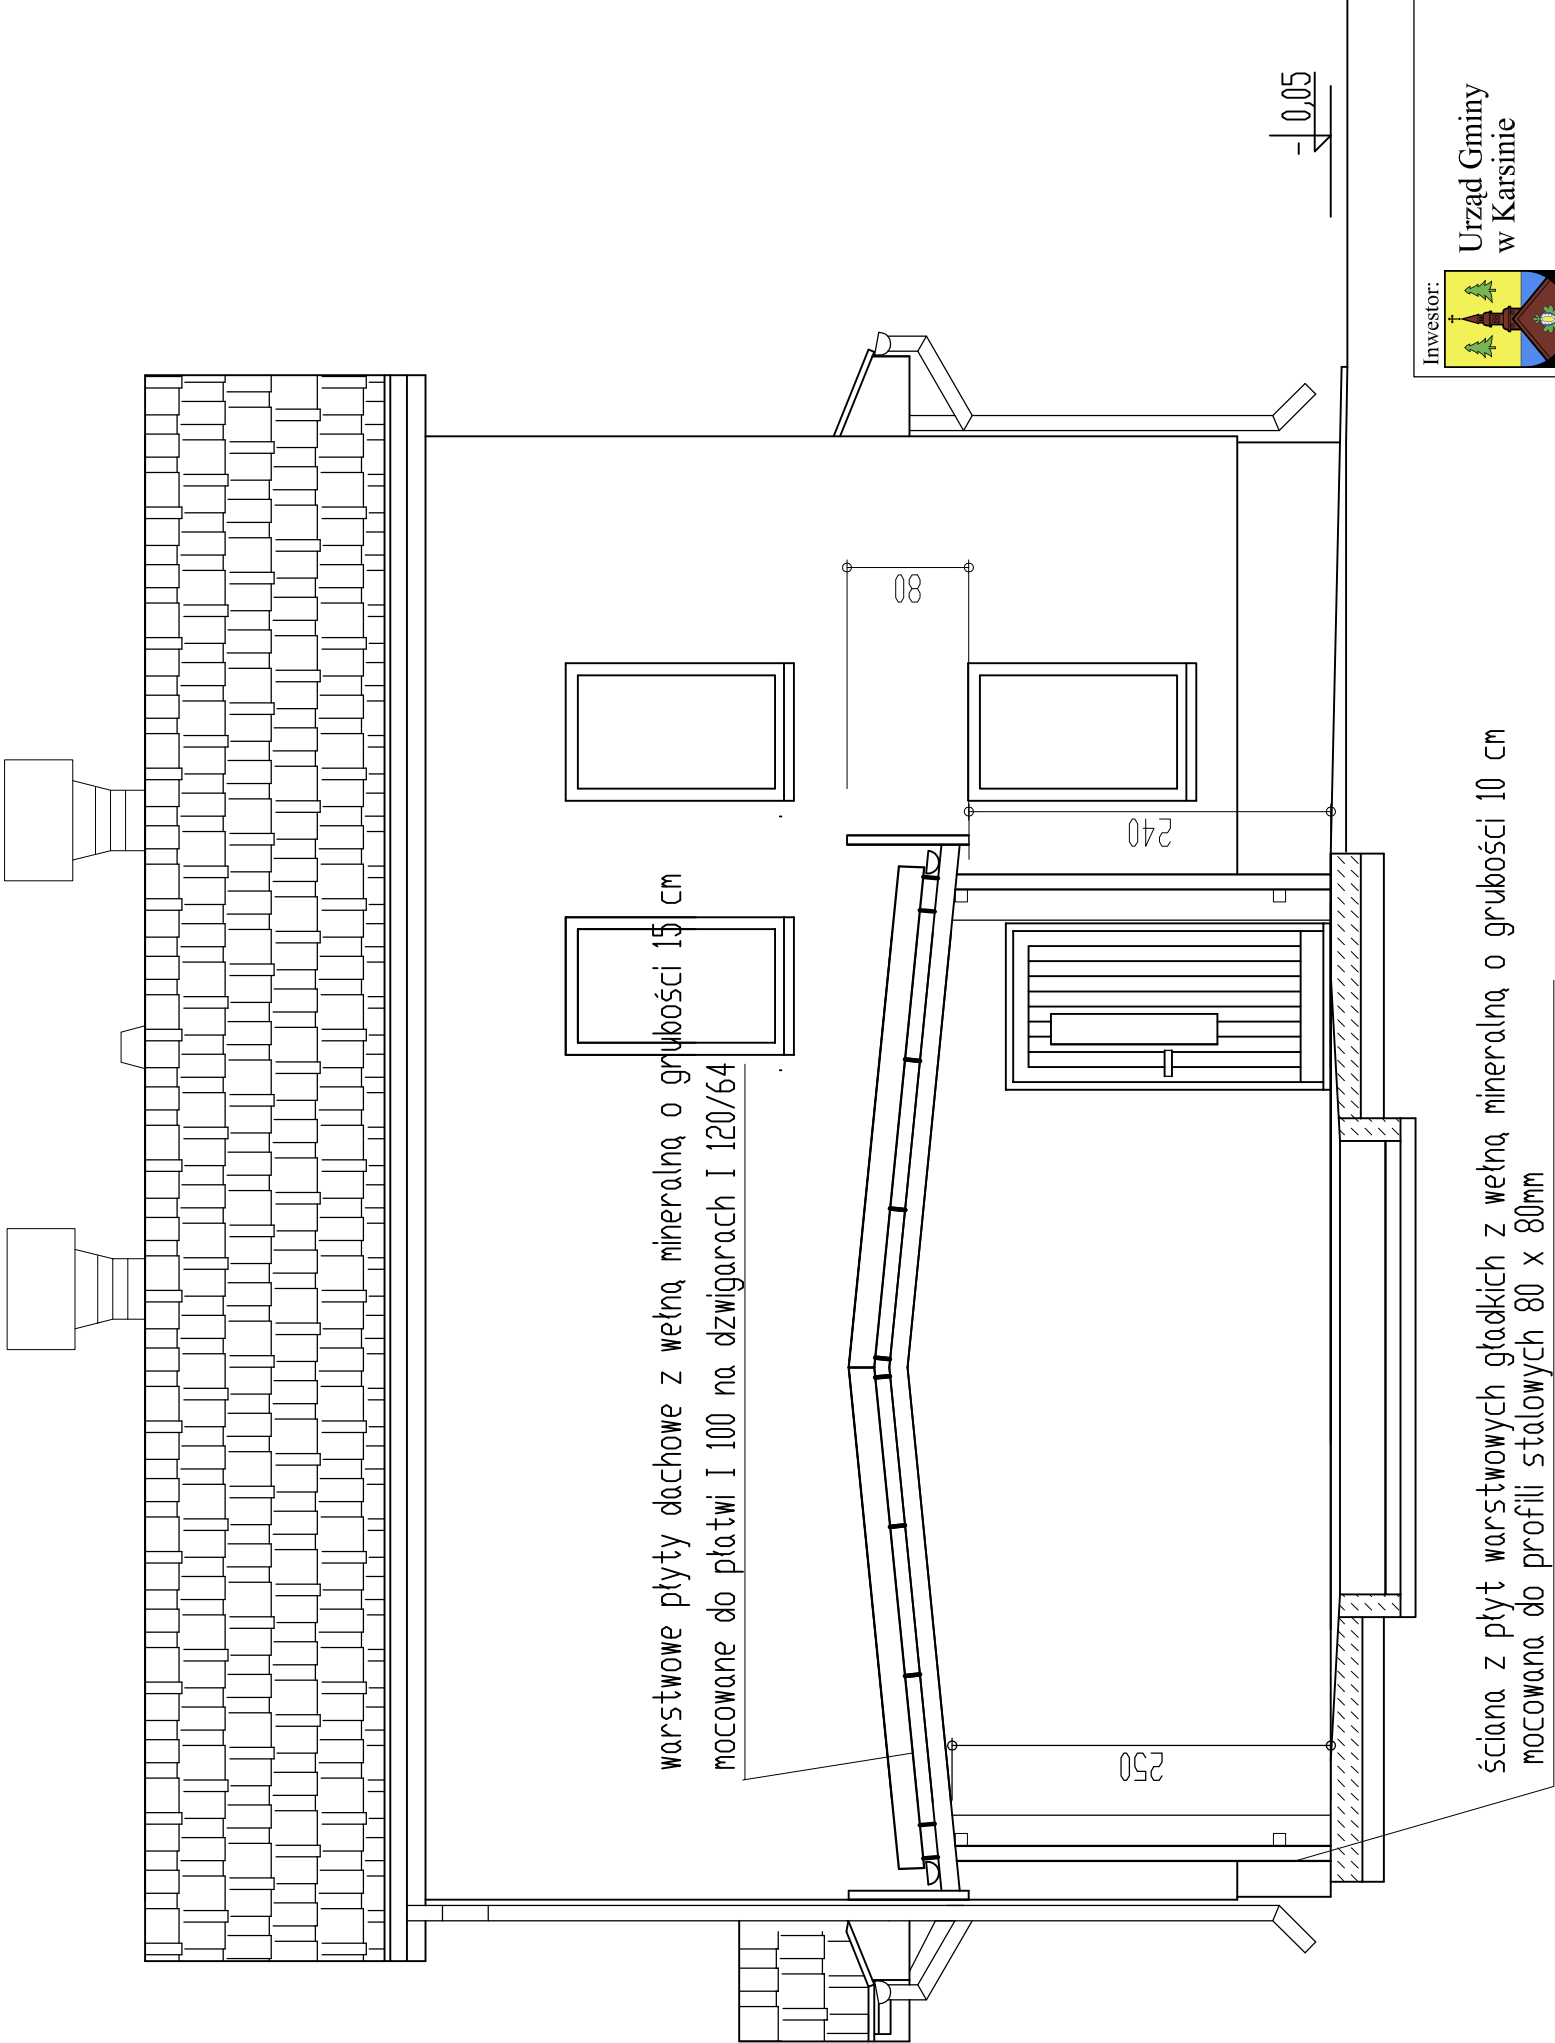 warstwowe płyty dachowe z wełną mineralną o grubości 15 cm
mocowane do płatwi I 100 na dzwigarach I 120/64
80
240
250
- 0,05
ściana z płyt warstwowych gładkich z wełną mineralną o grubości 10 cm
mocowana do profili stalowych 80 x 80mm
Inwestor:
Urząd Gminy
w Karsinie